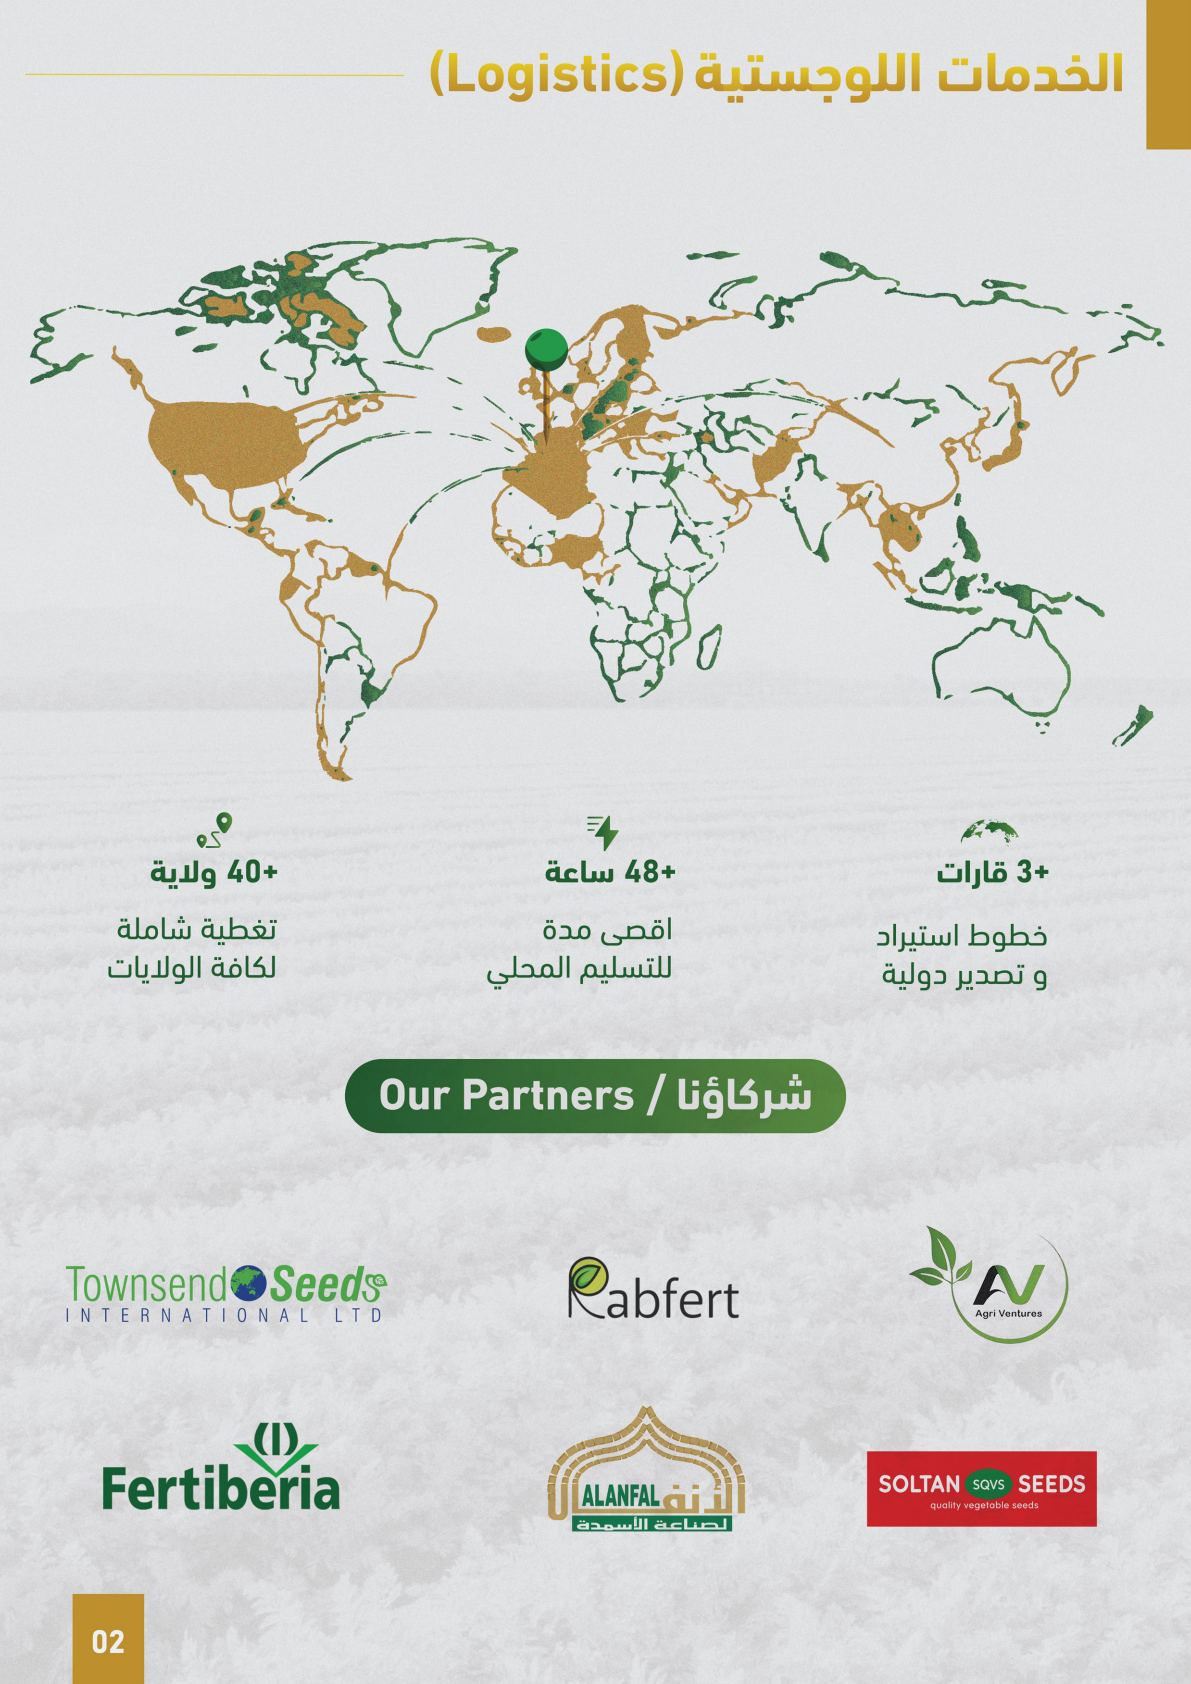 الخدمات اللوجستية (Logistics)
+3 قارات
خطوط استيراد
و تصدير دولية
+48 ساعة
اقصى مدة
للتسليم المحلي
+40 ولاية
تغطية شاملة
لكافة الولايات
شركاؤنا / Our Partners
AV
Agri Ventures
Rabfert
Townsend Seeds
INTERNATIONAL LTD
SOLTAN SQVS SEEDS
quality vegetable seeds
ALANFAL الأنفال
لصناعة الأسمدة
Fertiberia
02